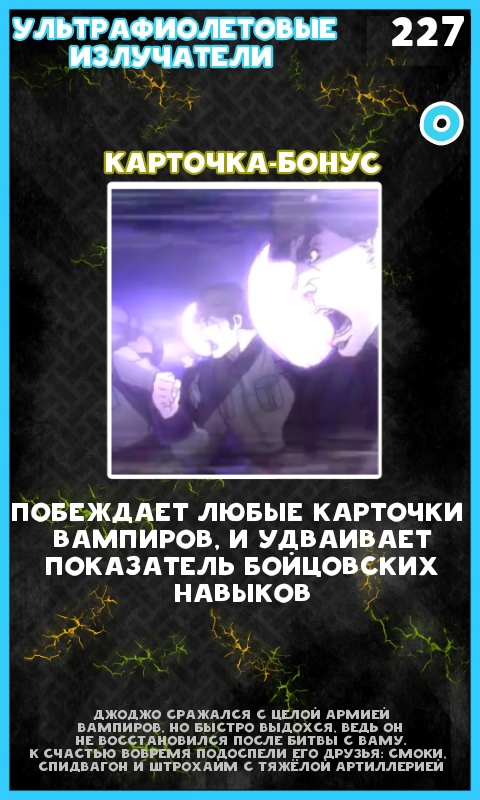 УЛЬТРАФИОЛЕТОВЫЕ
ИЗЛУЧАТЕЛИ
227
КАРТОЧКА-БОНУС
ПОБЕЖДАЕТ ЛЮБЫЕ КАРТОЧКИ
ВАМПИРОВ, И УДВАИВАЕТ
ПОКАЗАТЕЛЬ БОЙЦОВСКИХ
НАВЫКОВ
ДЖОДЖО СРАЖАЛСЯ С ЦЕЛОЙ АРМИЕЙ
ВАМПИРОВ, НО БЫСТРО ВЫДОХСЯ, ВЕДЬ ОН
НЕ ВОССТАНОВИЛСЯ ПОСЛЕ БИТВЫ С ВАМУ.
К СЧАСТЬЮ ВОВРЕМЯ ПОДОСПЕЛИ ЕГО ДРУЗЬЯ: СМОКИ,
СПИДВАГОН И ШТРОХАЙМ С ТЯЖЁЛОЙ АРТИЛЛЕРИЕЙ